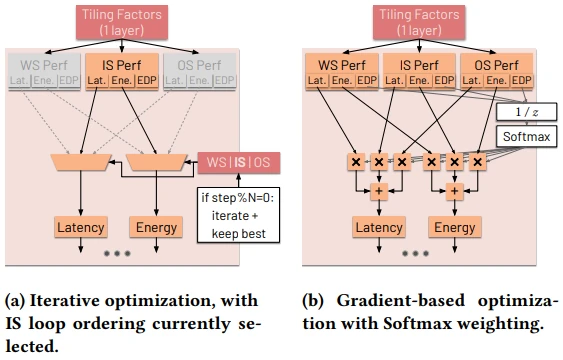 Tiling Factors
(1 layer)
WS Perf
Lat. Ene. EDP
IS Perf
Lat. Ene. EDP
OS Perf
Lat. Ene. EDP
WS | IS | OS
if step%N=0:
iterate +
keep best
Latency
Energy
(a) Iterative optimization, with
IS loop ordering currently se-
lected.
Tiling Factors
(1 layer)
WS Perf
Lat. Ene. EDP
IS Perf
Lat. Ene. EDP
OS Perf
Lat. Ene. EDP
1 / z
Softmax
× × × × × ×
+ +
Latency
Energy
(b) Gradient-based optimiza-
tion with Softmax weighting.